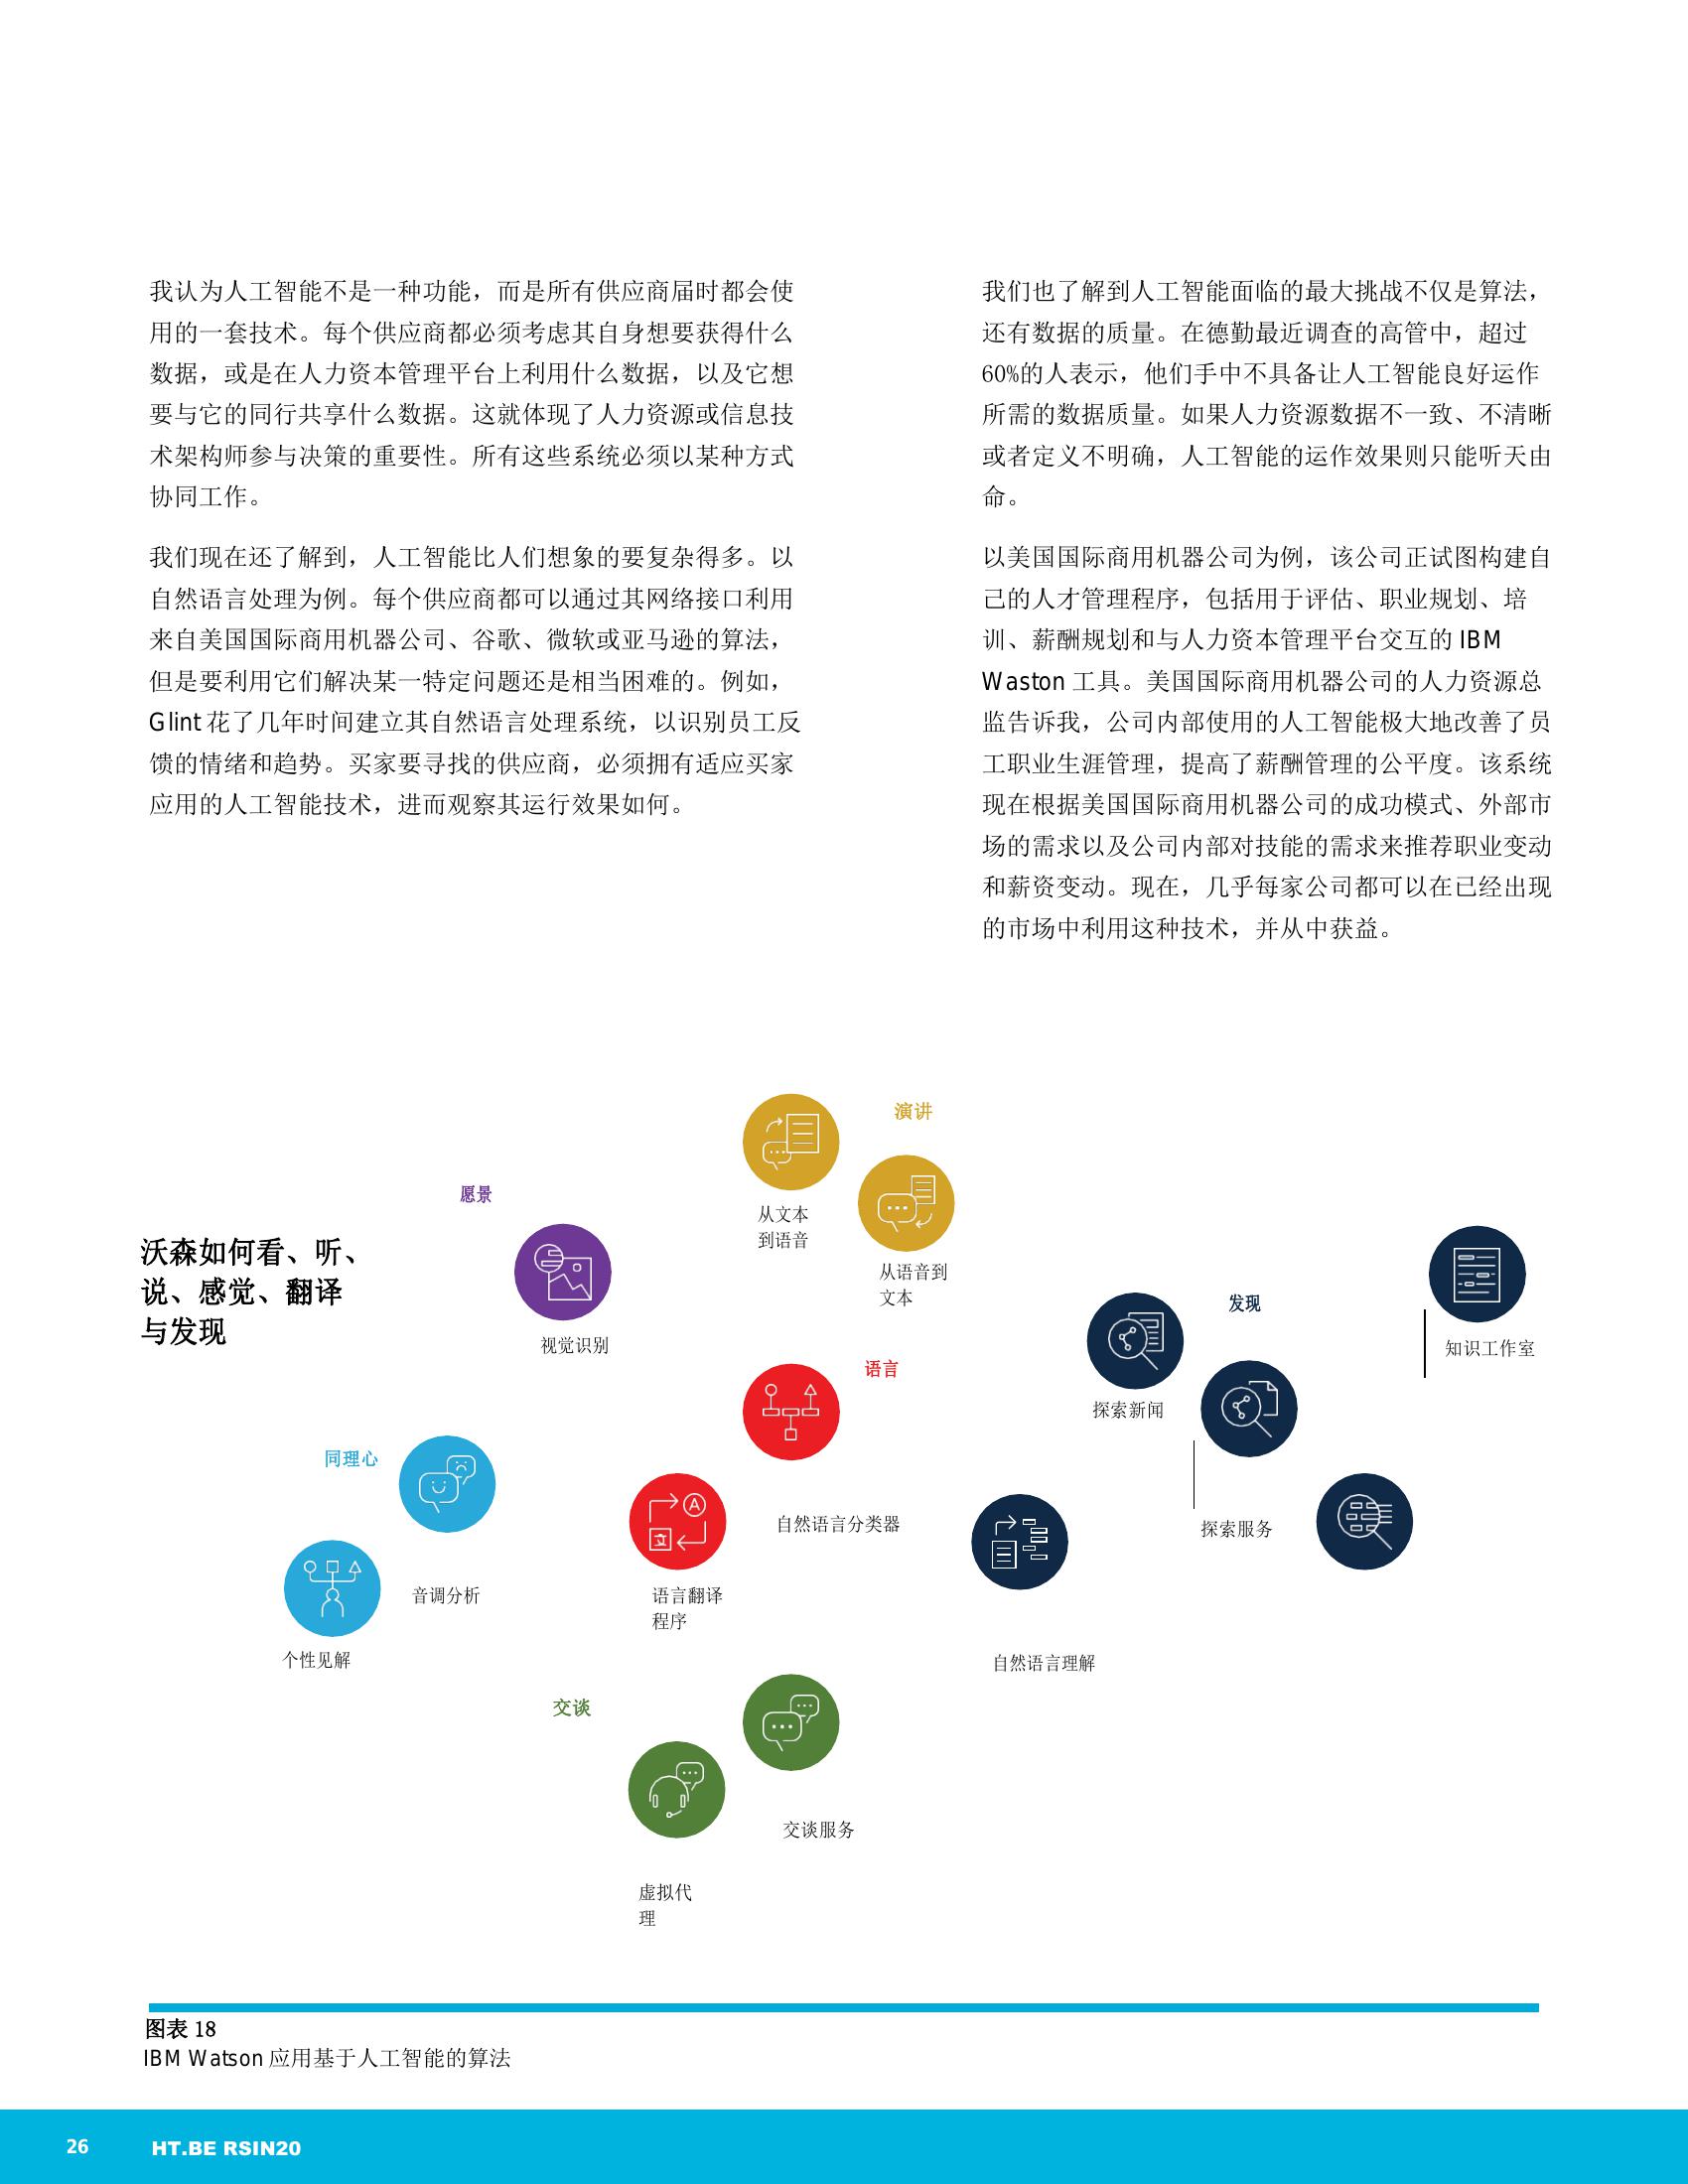 我认为人工智能不是一种功能，而是所有供应商届时都会使
用的一套技术。每个供应商都必须考虑其自身想要获得什么
数据，或是在人力资本管理平台上利用什么数据，以及它想
要与它的同行共享什么数据。这就体现了人力资源或信息技
术架构师参与决策的重要性。所有这些系统必须以某种方式
协同工作。
我们现在还了解到，人工智能比人们想象的要复杂得多。以
自然语言处理为例。每个供应商都可以通过其网络接口利用
来自美国国际商用机器公司、谷歌、微软或亚马逊的算法，
但是要利用它们解决某一特定问题还是相当困难的。例如，
Glint 花了几年时间建立其自然语言处理系统，以识别员工反
馈的情绪和趋势。买家要寻找的供应商，必须拥有适应买家
应用的人工智能技术，进而观察其运行效果如何。
我们也了解到人工智能面临的最大挑战不仅是算法，
还有数据的质量。在德勤最近调查的高管中，超过
60%的人表示，他们手中不具备让人工智能良好运作
所需的数据质量。如果人力资源数据不一致、不清晰
或者定义不明确，人工智能的运作效果则只能听天由
命。
以美国国际商用机器公司为例，该公司正试图构建自
己的人才管理程序，包括用于评估、职业规划、培
训、薪酬规划和与人力资本管理平台交互的 IBM
Waston 工具。美国国际商用机器公司的人力资源总
监告诉我，公司内部使用的人工智能极大地改善了员
工职业生涯管理，提高了薪酬管理的公平度。该系统
现在根据美国国际商用机器公司的成功模式、外部市
场的需求以及公司内部对技能的需求来推荐职业变动
和薪资变动。现在，几乎每家公司都可以在已经出现
的市场中利用这种技术，并从中获益。
沃森如何看、听、
说、感觉、翻译
与发现
愿景
视觉识别
演讲
从文本
到语音
从语音到
文本
发现
探索新闻
探索服务
知识工作室
自然语言理解
语言
自然语言分类器
A
文
语言翻译
程序
同理心
音调分析
个性见解
交谈
交谈服务
虚拟代
理
图表 18
IBM Watson 应用基于人工智能的算法
26
HT.BE RSIN20